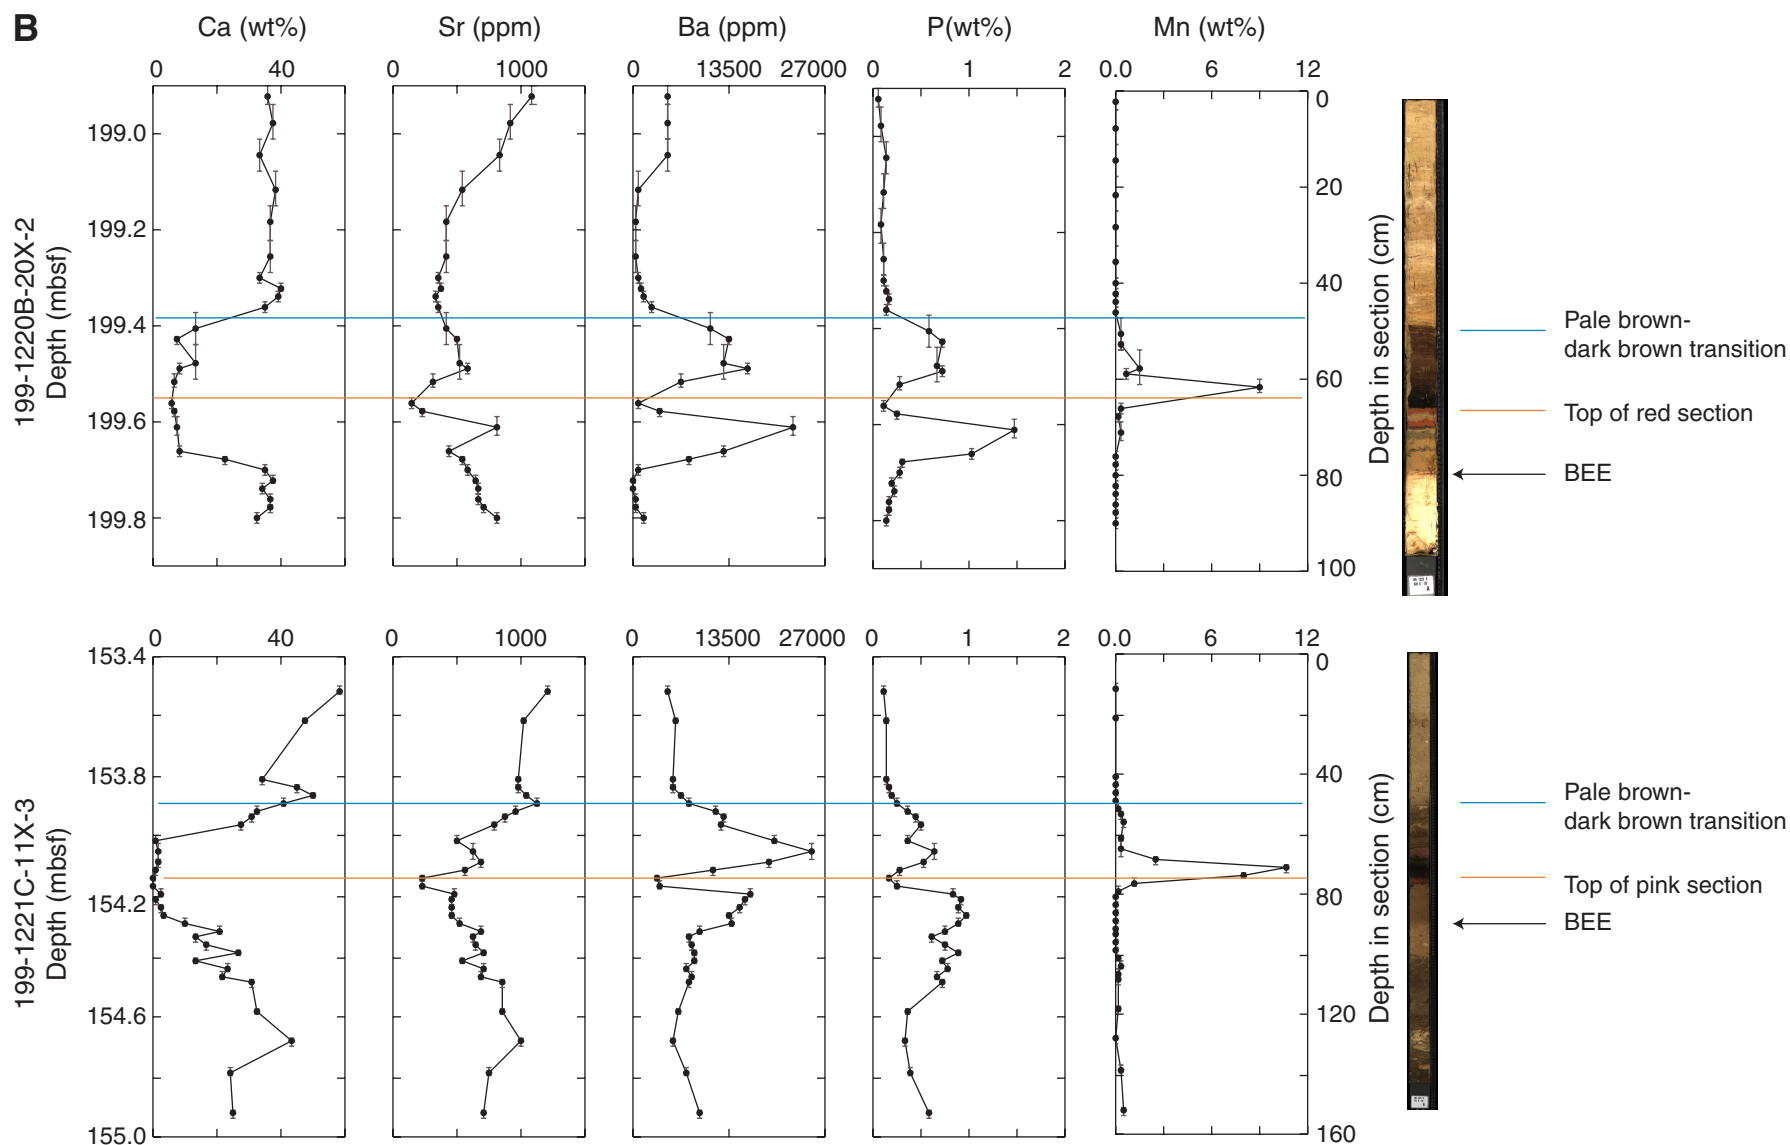 B
Ca (wt%) Sr (ppm) Ba (ppm) P(wt%) Mn (wt%)
0 40 0 1000 0 13500 27000 0 1 2 0.0 6 12
199-1220B-20X-2
Depth (mbsf)
199.0
199.2
199.4
199.6
199.8
0
20
40
60
80
100
Depth in section (cm)
Pale brown-
dark brown transition
Top of red section
BEE
0 40 0 1000 0 13500 27000 0 1 2 0.0 6 12
199-1221C-11X-3
Depth (mbsf)
153.4
153.8
154.2
154.6
155.0
0
40
80
120
160
Depth in section (cm)
Pale brown-
dark brown transition
Top of pink section
BEE